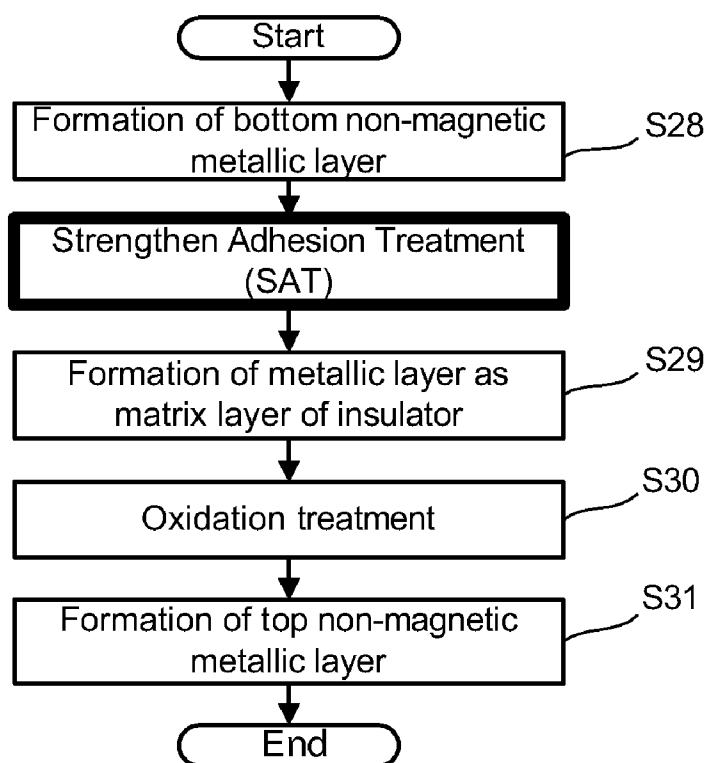 Start
Formation of bottom non-magnetic
metallic layer
S28
Strengthen Adhesion Treatment
(SAT)
Formation of metallic layer as
matrix layer of insulator
S29
Oxidation treatment
S30
Formation of top non-magnetic
metallic layer
S31
End